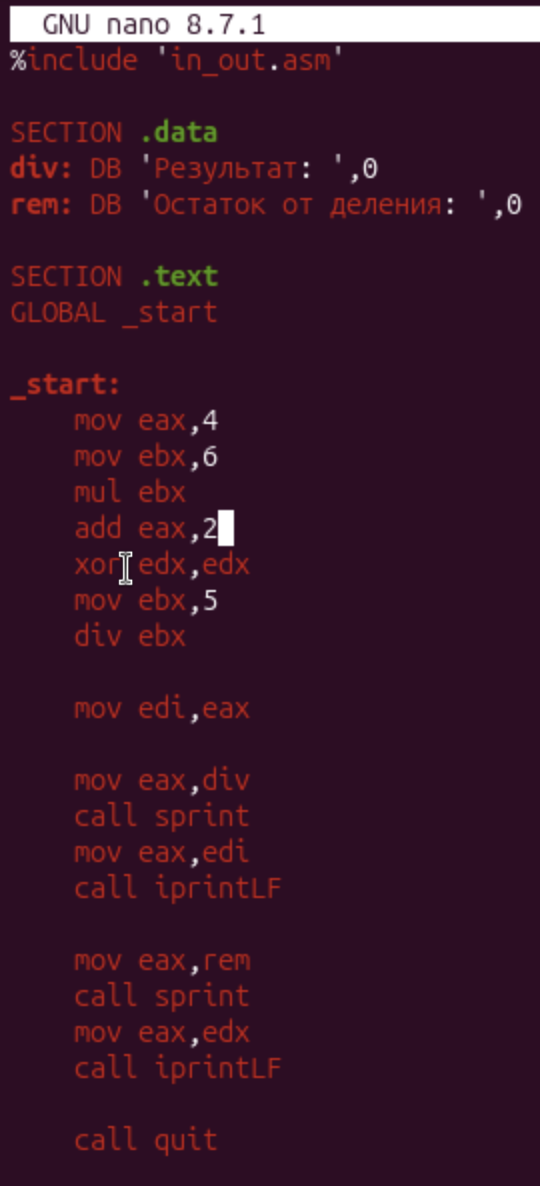 GNU nano 8.7.1
%include 'in_out.asm'
SECTION .data
div: DB 'Результат: ',0
rem: DB 'Остаток от деления: ',0
SECTION .text
GLOBAL _start
_start:
mov eax,4
mov ebx,6
mul ebx
add eax,2
xor edx,edx
mov ebx,5
div ebx
mov edi,eax
mov eax,div
call sprint
mov eax,edi
call iprintLF
mov eax,rem
call sprint
mov eax,edx
call iprintLF
call quit